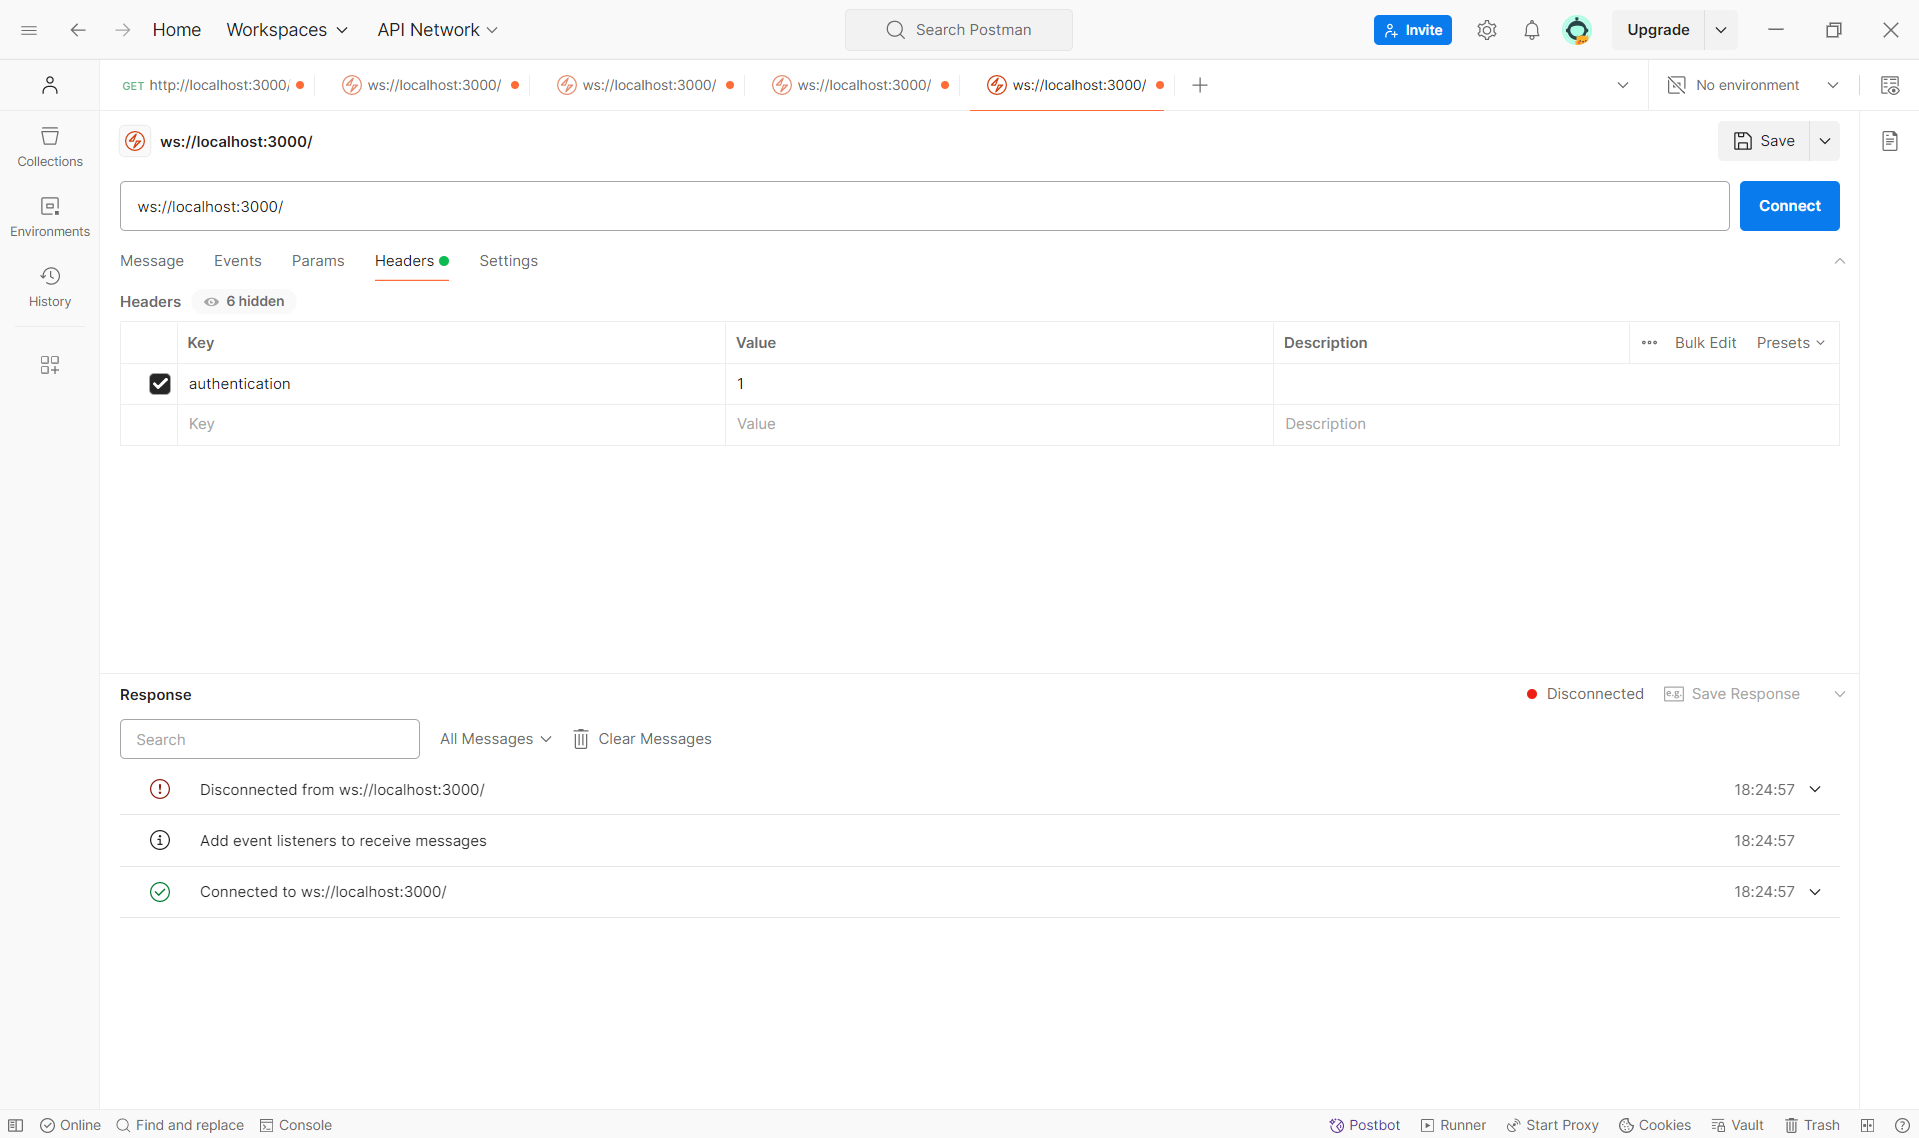 Home Workspaces API Network Search Postman Invite Upgrade
GET http://localhost:3000/ ws://localhost:3000/ ws://localhost:3000/ ws://localhost:3000/ ws://localhost:3000/ No environment
ws://localhost:3000/ Save
Collections
ws://localhost:3000/ Connect
Environments
Message Events Params Headers Settings
History
Headers 6 hidden
Key Value Description Bulk Edit Presets
authentication 1
Key Value Description
Response Disconnected e.g. Save Response
Search All Messages Clear Messages
Disconnected from ws://localhost:3000/ 18:24:57
Add event listeners to receive messages 18:24:57
Connected to ws://localhost:3000/ 18:24:57
Online Find and replace Console Postbot Runner Start Proxy Cookies Vault Trash